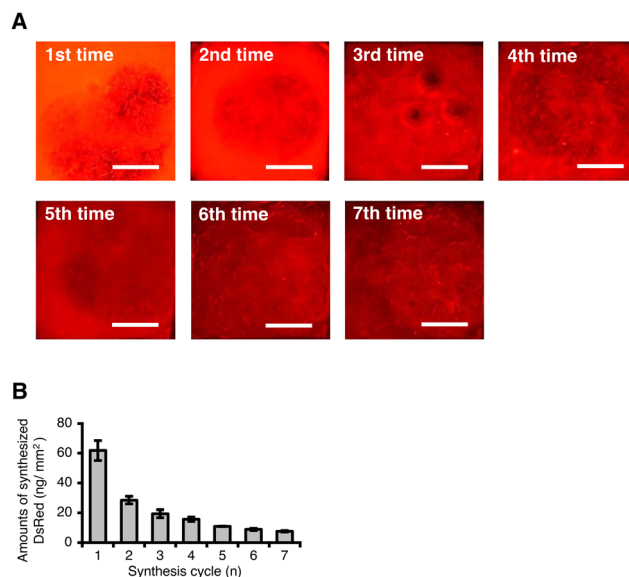 A
1st time
2nd time
3rd time
4th time
5th time
6th time
7th time
B
Amounts of synthesized
DsRed (ng/ mm²)
80
60
40
20
0
1 2 3 4 5 6 7
Synthesis cycle (n)